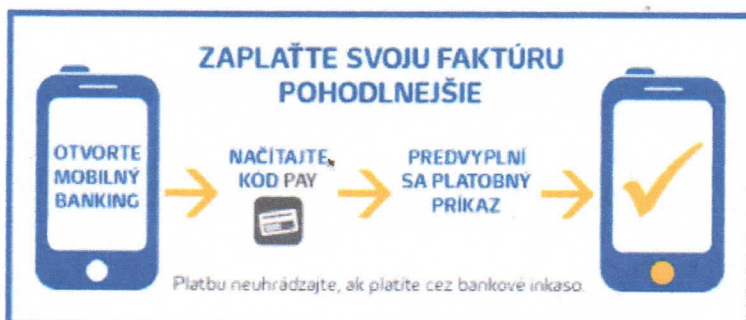 ZAPLAŤTE SVOJU FAKTÚRU
POHODLNEJŠIE
OTVORTE
MOBILNÝ
BANKING
NAČÍTAJTE
KÓD PAY
PREDVYPLNÍ
SA PLATOBNÝ
PRÍKAZ
Platbu neuhrádzajte, ak platíte cez bankové inkaso.